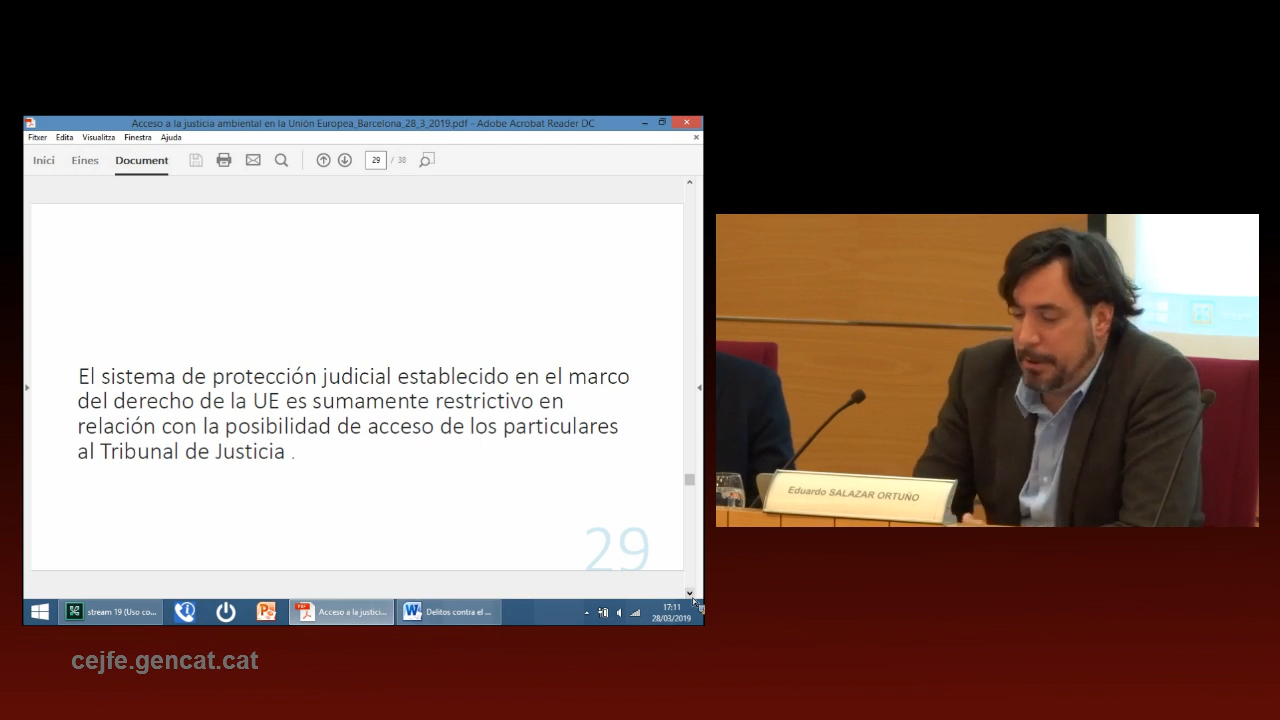 Acceso a la justicia ambiental en la Unión Europea_Barcelona_28_3_2019.pdf - Adobe Acrobat Reader DC
Fitxer Edita Visualitza Finestra Ajuda
Inici Eines Document 29 / 38
El sistema de protección judicial establecido en el marco
del derecho de la UE es sumamente restrictivo en
relación con la posibilidad de acceso de los particulares
al Tribunal de Justicia .
29
stream 19 (Uso co... Acceso a la justici... Delitos contra el ...
17:11
28/03/2019
Eduardo SALAZAR ORTUÑO
cejfe.gencat.cat